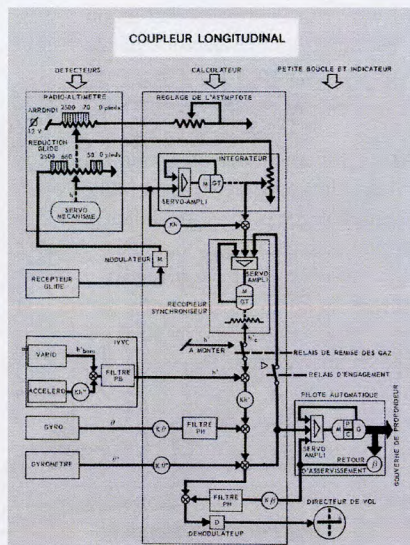 COUPLEUR LONGITUDINAL
DETECTEURS
CALCULATEUR
PETITE BOUCLE ET INDICATEUR
RADIO-ALTIMETRE
ARRONDI
2500 70 0 pieds
12 V
REGLAGE DE L'ASYMPTOTE
REDUCTION
GLIDE
2500 50 0 pieds
INTEGRATEUR
M GT
SERVO-AMPLI
SERVO
MECANISME
Kh
MODULATEUR
M
SERVO
AMPLI
RECEPTEUR
GLIDE
M
GT
RECOPIEUR
SYNCHRONISEUR
A MONTER
RELAIS DE REMISE DES GAZ
RELAIS D'ENGAGEMENT
IVVC
VARIO
FILTRE
PB
ACCELERO
GYRO
FILTRE
PH
GYROMETRE
PILOTE AUTOMATIQUE
SERVO
AMPLI
RETOUR
D'ASSERVISSEMENT
β
GOUVERNE DE PROFONDEUR
FILTRE
PH
D
DEMODULATEUR
DIRECTEUR DE VOL